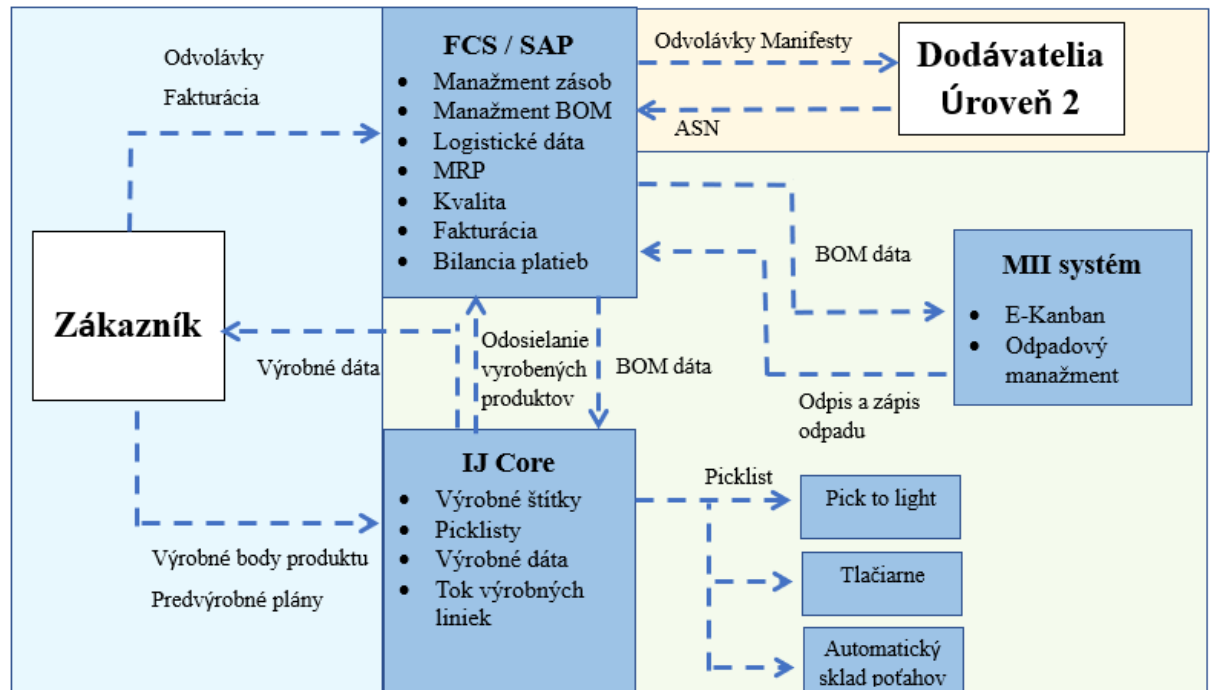 Odvolávky
Fakturácia
FCS / SAP
• Manažment zásob
• Manažment BOM
• Logistické dáta
• MRP
• Kvalita
• Fakturácia
• Bilancia platieb
Odvolávky Manifesty
ASN
Dodávatelia
Úroveň 2
Zákazník
Výrobné dáta
Odosielanie
vyrobených
produktov
BOM dáta
BOM dáta
MII systém
• E-Kanban
• Odpadový
manažment
Odpis a zápis
odpadu
Výrobné body produktu
Predvýrobné plány
IJ Core
• Výrobné štítky
• Picklisty
• Výrobné dáta
• Tok výrobných
liniek
Picklist
Pick to light
Tlačiarne
Automatický
sklad poťahov